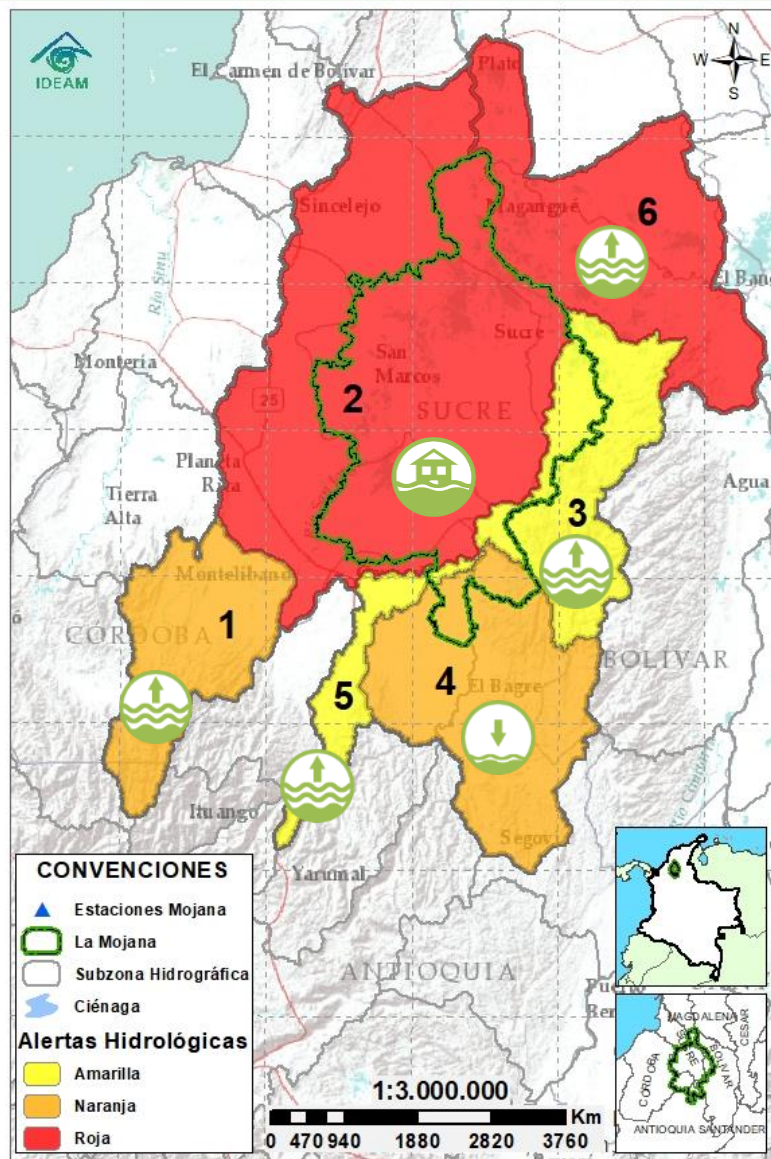 IDEAM
N
W
E
S
El Carmen de Bolívar
Plato
Sincelejo
Magangué
6
Río Sinú
El Banc
Montería
Sucre
San
Marcos
2
SUCRE
25
Planeta
Rica
Tierra
Alta
Agua
3
Montelíbano
1
CÓRDOBA
BOLÍVAR
4
El Bagre
5
Ituango
Segovia
Yarumal
ANTIOQUIA
Puerto
CONVENCIONES
Estaciones Mojana
La Mojana
Subzona Hidrográfica
Ciénaga
Alertas Hidrológicas
Amarilla
Naranja
Roja
1:3.000.000
Km
0 470 940 1880 2820 3760
MAGDALENA
CESAR
SUCRE
BOLÍVAR
CÓRDOBA
ANTIOQUIA SANTANDER